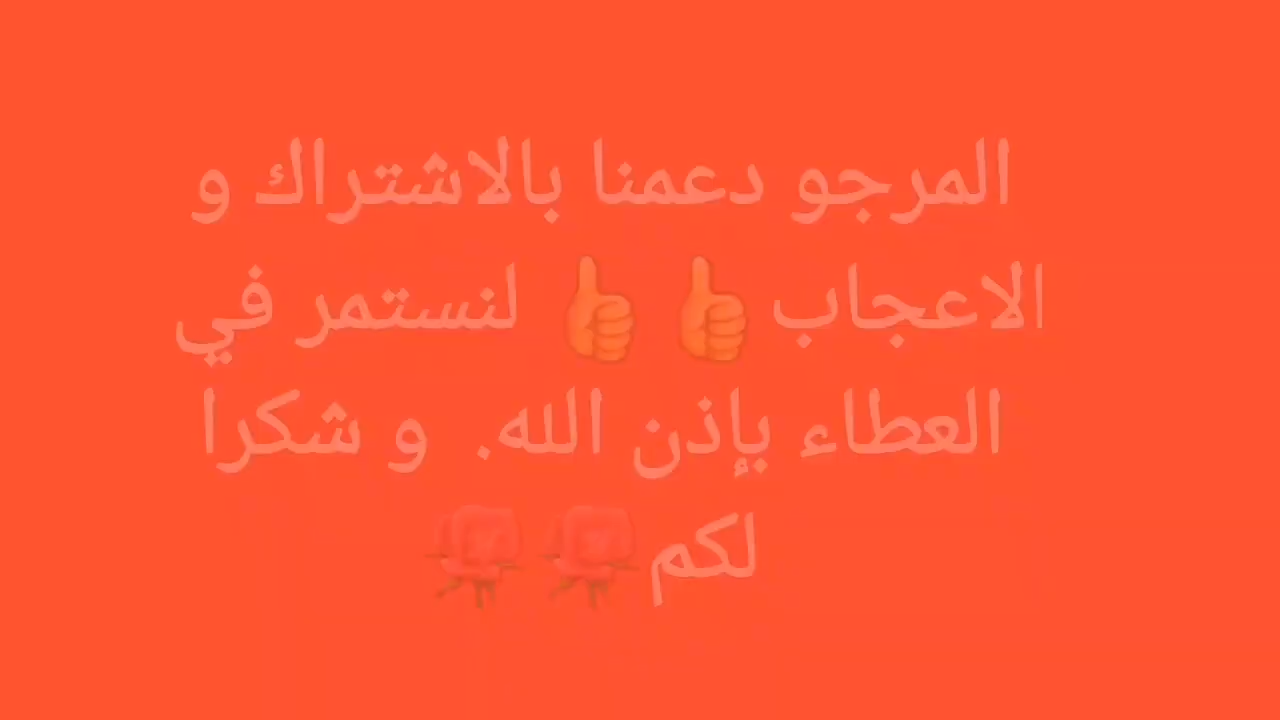 المرجو دعمنا بالاشتراك و
الاعجاب👍 👍 لنستمر في
العطاء بإذن الله. و شكرا
لكم🌹🌹